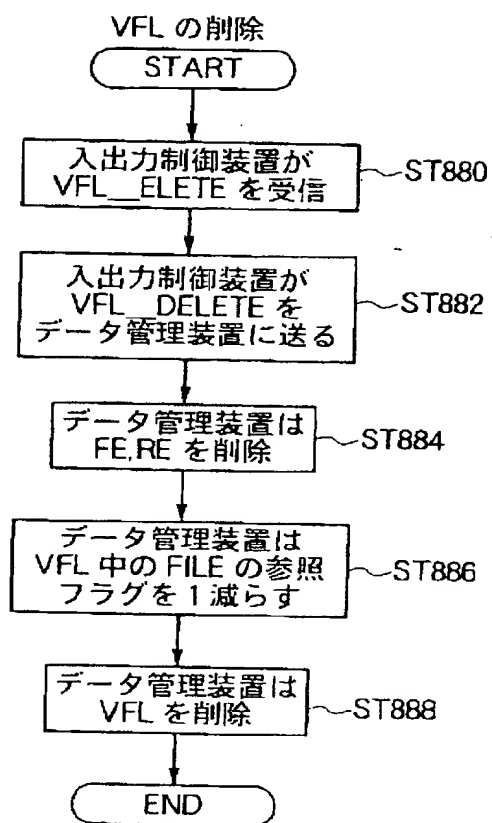 VFL の削除
START
入出力制御装置が
VFL__ELETE を受信
ST880
入出力制御装置が
VFL__DELETE を
データ管理装置に送る
ST882
データ管理装置は
FE,RE を削除
ST884
データ管理装置は
VFL 中の FILE の参照
フラグを 1 減らす
ST886
データ管理装置は
VFL を削除
ST888
END